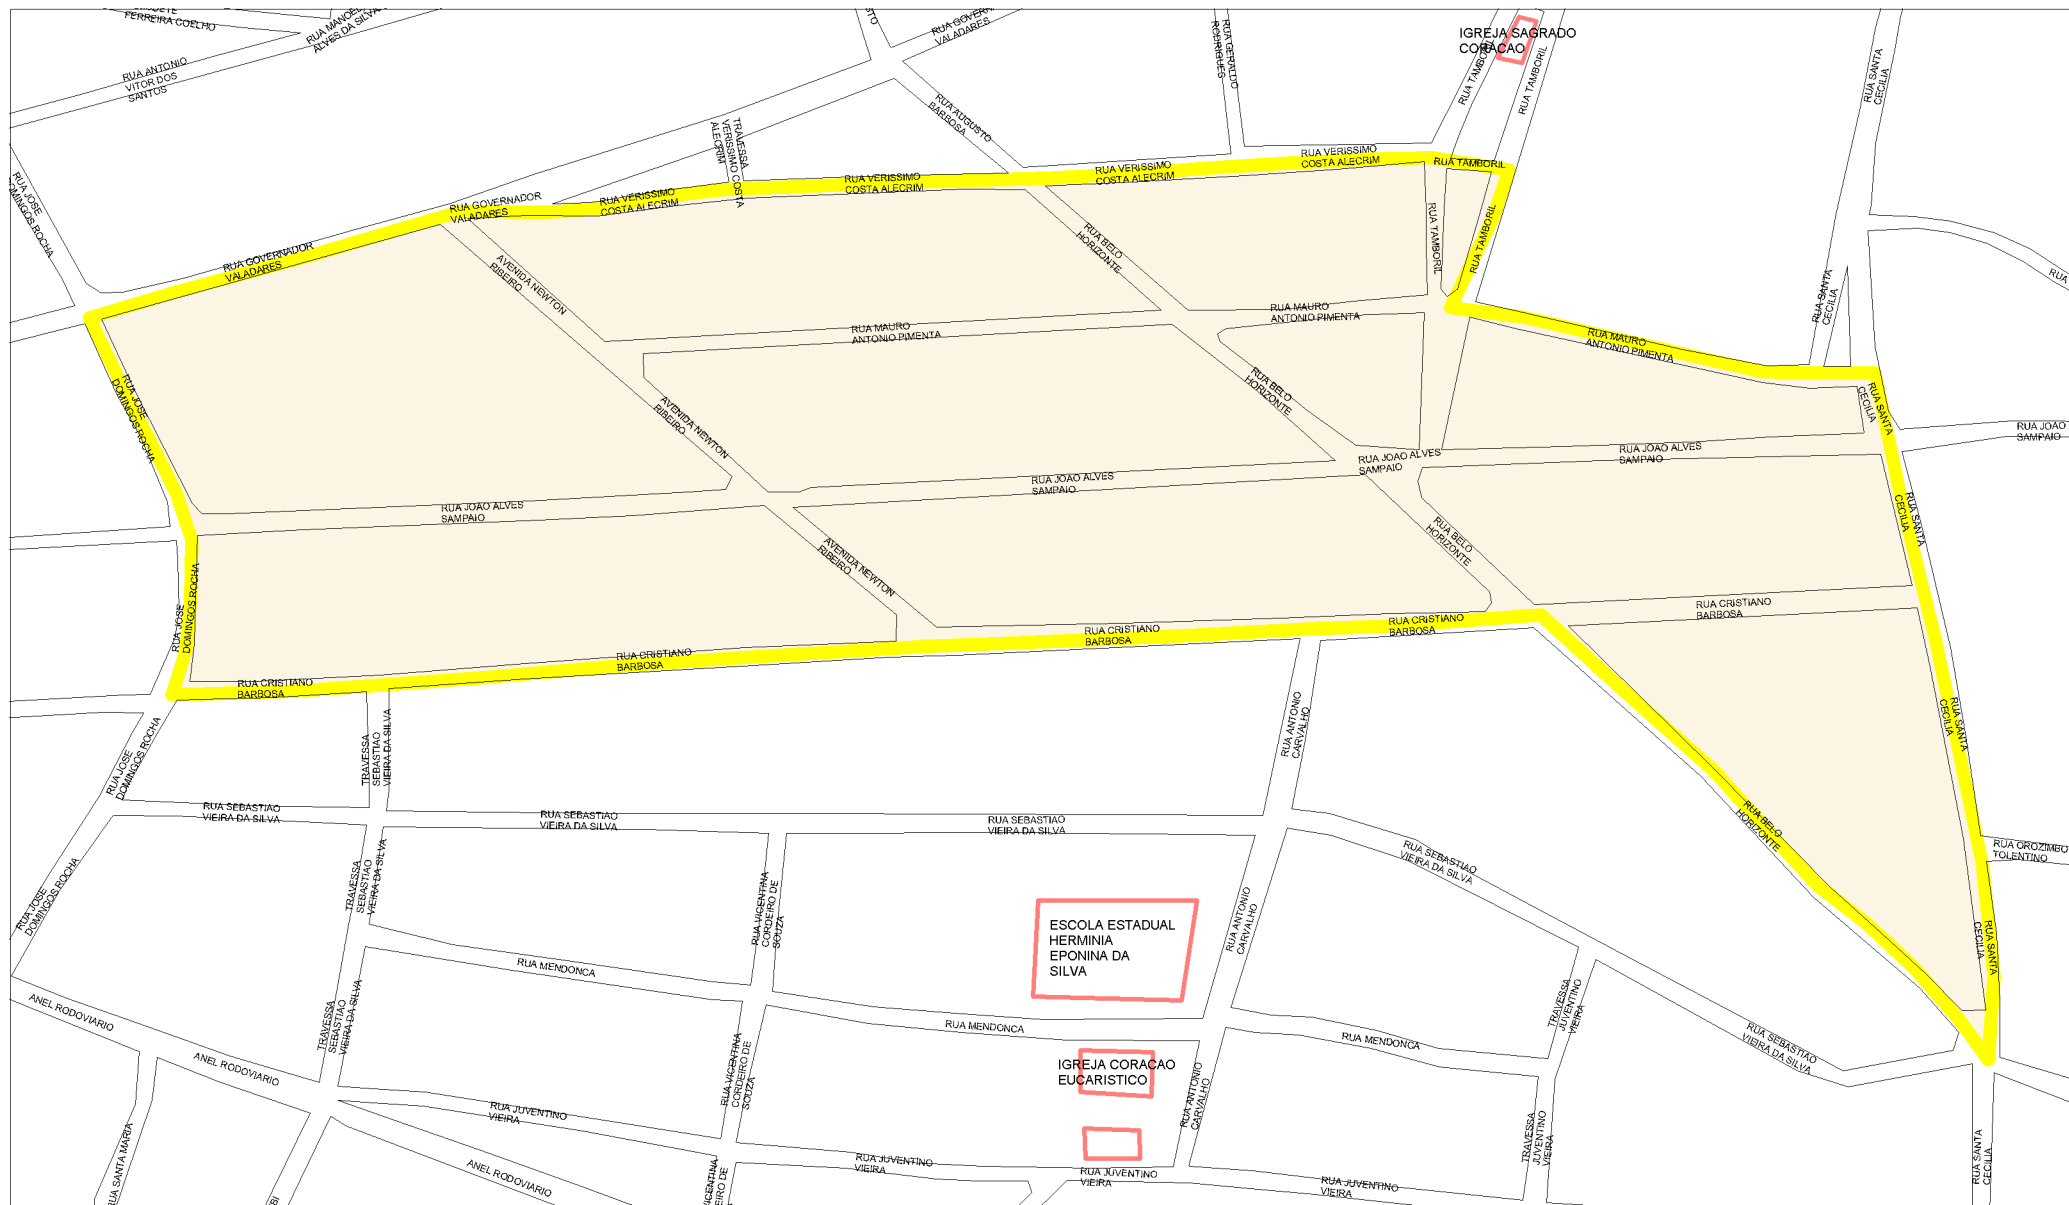 FERREIRA COELHO
RUA MANOEL
ALVES DA SILVA
RUA ANTONIO
VITOR DOS
SANTOS
RUA GOVERN
VALADARES
RUA GERALDO
RODRIGUES
IGREJA SAGRADO
CORACAO
RUA TAMBORIL
RUA TAMBORIL
RUA SANTA
CECILIA
RUA AUGUSTO
BARBOSA
TRAVESSA
VERISSIMO COSTA
ALECRIM
RUA JOSE
DOMINGOS ROCHA
RUA GOVERNADOR
VALADARES
RUA VERISSIMO
COSTA ALECRIM
RUA VERISSIMO
COSTA ALECRIM
RUA VERISSIMO
COSTA ALECRIM
RUA VERISSIMO
COSTA ALECRIM
RUA TAMBORIL
RUA GOVERNADOR
VALADARES
AVENIDA NEWTON
RIBEIRO
RUA BELO
HORIZONTE
RUA TAMBORIL
RUA TAMBORIL
RUA SANTA
CECILIA
RUA
RUA MAURO
ANTONIO PIMENTA
RUA MAURO
ANTONIO PIMENTA
RUA MAURO
ANTONIO PIMENTA
RUA JOSE
DOMINGOS ROCHA
AVENIDA NEWTON
RIBEIRO
RUA BELO
HORIZONTE
RUA SANTA
CECILIA
RUA JOAO
SAMPAIO
RUA JOAO ALVES
SAMPAIO
RUA JOAO ALVES
SAMPAIO
RUA JOAO ALVES
SAMPAIO
RUA JOAO ALVES
SAMPAIO
RUA SANTA
CECILIA
AVENIDA NEWTON
RIBEIRO
RUA BELO
HORIZONTE
RUA JOSE
DOMINGOS ROCHA
RUA CRISTIANO
BARBOSA
RUA CRISTIANO
BARBOSA
RUA CRISTIANO
BARBOSA
RUA CRISTIANO
BARBOSA
RUA CRISTIANO
BARBOSA
RUA SANTA
CECILIA
RUA JOSE
DOMINGOS ROCHA
TRAVESSA
SEBASTIAO
VIEIRA DA SILVA
RUA ANTONIO
CARVALHO
RUA BELO
HORIZONTE
RUA SEBASTIAO
VIEIRA DA SILVA
RUA SEBASTIAO
VIEIRA DA SILVA
RUA SEBASTIAO
VIEIRA DA SILVA
RUA SEBASTIAO
VIEIRA DA SILVA
RUA OROZIMBO
TOLENTINO
RUA JOSE
DOMINGOS ROCHA
TRAVESSA
SEBASTIAO
VIEIRA DA SILVA
RUA VICENTINA
CORDEIRO DE
SOUZA
ESCOLA ESTADUAL
HERMINIA
EPONINA DA
SILVA
RUA ANTONIO
CARVALHO
RUA SANTA
CECILIA
RUA MENDONCA
RUA MENDONCA
RUA MENDONCA
TRAVESSA
JUVENTINO
VIEIRA
RUA SEBASTIAO
VIEIRA DA SILVA
ANEL RODOVIARIO
ANEL RODOVIARIO
TRAVESSA
SEBASTIAO
VIEIRA DA SILVA
RUA VICENTINA
CORDEIRO DE
SOUZA
IGREJA CORACAO
EUCARISTICO
RUA ANTONIO
CARVALHO
RUA JUVENTINO
VIEIRA
RUA JUVENTINO
VIEIRA
RUA JUVENTINO
VIEIRA
RUA JUVENTINO
VIEIRA
TRAVESSA
JUVENTINO
VIEIRA
RUA SANTA
CECILIA
RUA SANTA MARIA
ANEL RODOVIARIO